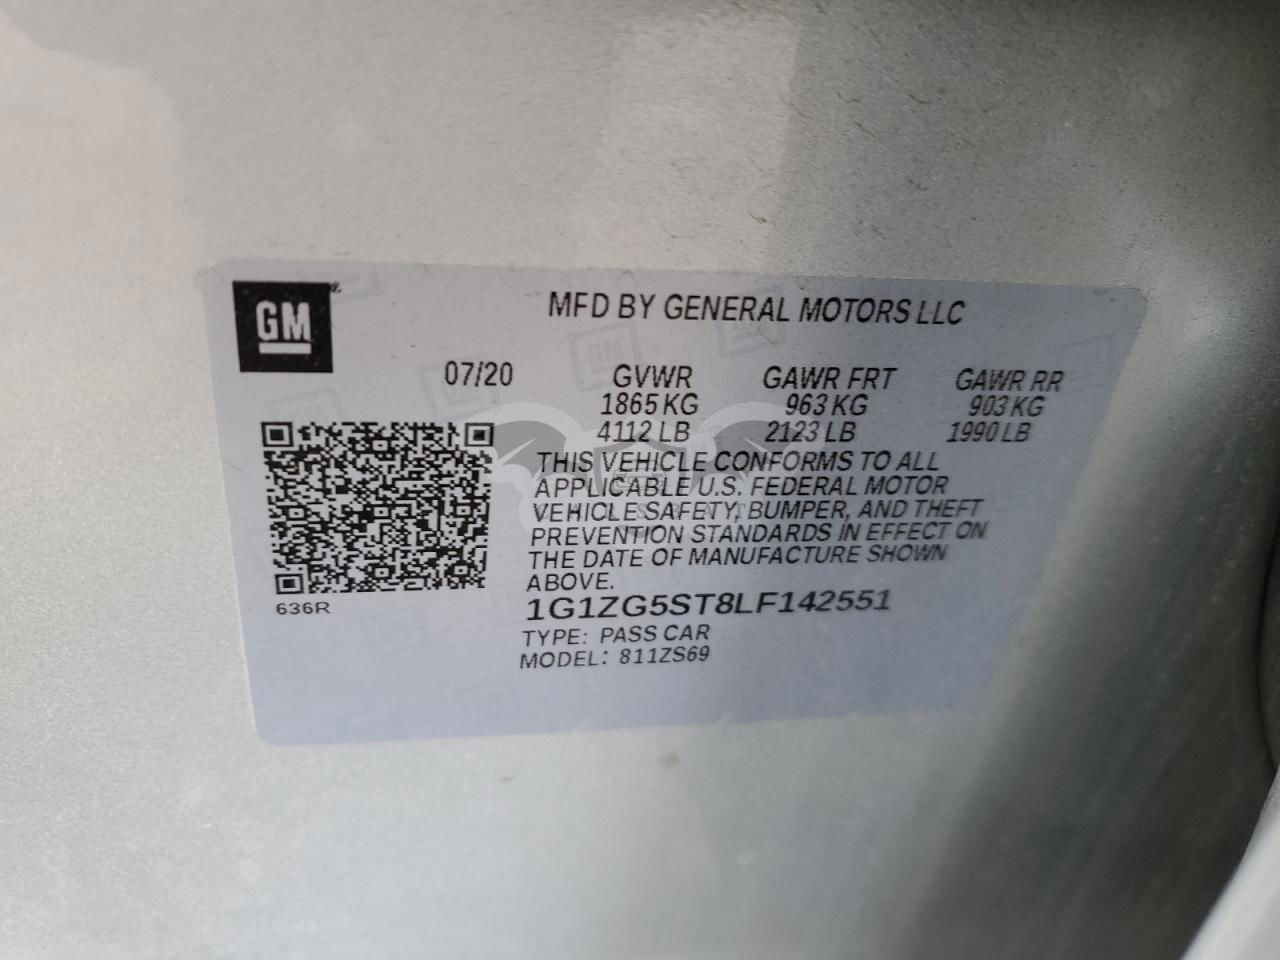 GM
MFD BY GENERAL MOTORS LLC
07/20 GVWR GAWR FRT GAWR RR
1865 KG 963 KG 903 KG
4112 LB 2123 LB 1990 LB
THIS VEHICLE CONFORMS TO ALL
APPLICABLE U.S. FEDERAL MOTOR
VEHICLE SAFETY, BUMPER, AND THEFT
PREVENTION STANDARDS IN EFFECT ON
THE DATE OF MANUFACTURE SHOWN
ABOVE.
636R
1G1ZG5ST8LF142551
TYPE: PASS CAR
MODEL: 811ZS69